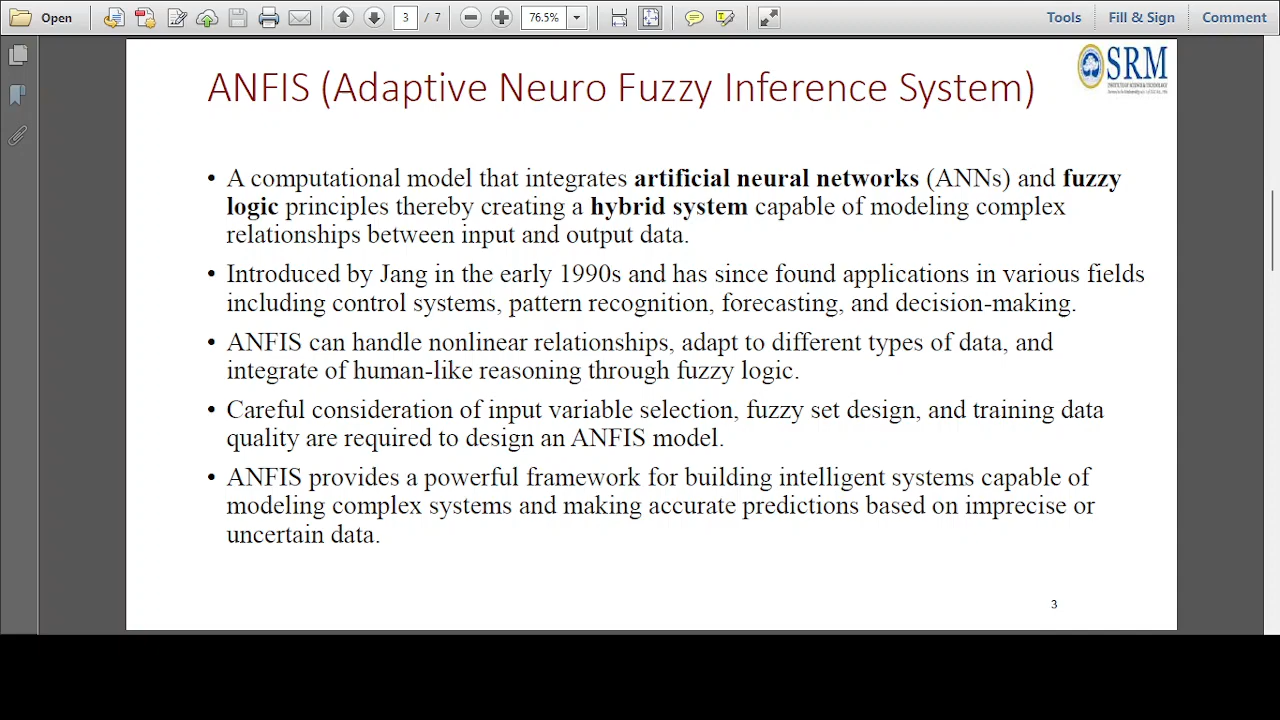 Open
3 / 7
76.5%
Tools
Fill & Sign
Comment
ANFIS (Adaptive Neuro Fuzzy Inference System)
SRM
• A computational model that integrates artificial neural networks (ANNs) and fuzzy
logic principles thereby creating a hybrid system capable of modeling complex
relationships between input and output data.
• Introduced by Jang in the early 1990s and has since found applications in various fields
including control systems, pattern recognition, forecasting, and decision-making.
• ANFIS can handle nonlinear relationships, adapt to different types of data, and
integrate of human-like reasoning through fuzzy logic.
• Careful consideration of input variable selection, fuzzy set design, and training data
quality are required to design an ANFIS model.
• ANFIS provides a powerful framework for building intelligent systems capable of
modeling complex systems and making accurate predictions based on imprecise or
uncertain data.
3